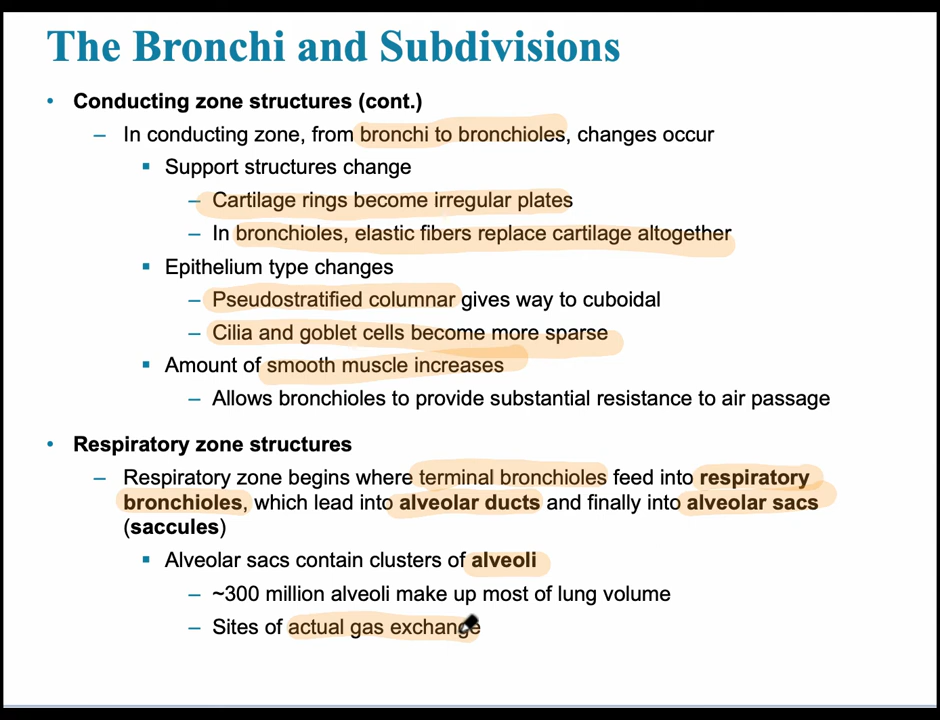 The Bronchi and Subdivisions
• Conducting zone structures (cont.)
– In conducting zone, from bronchi to bronchioles, changes occur
▪ Support structures change
– Cartilage rings become irregular plates
– In bronchioles, elastic fibers replace cartilage altogether
▪ Epithelium type changes
– Pseudostratified columnar gives way to cuboidal
– Cilia and goblet cells become more sparse
▪ Amount of smooth muscle increases
– Allows bronchioles to provide substantial resistance to air passage
• Respiratory zone structures
– Respiratory zone begins where terminal bronchioles feed into respiratory
bronchioles, which lead into alveolar ducts and finally into alveolar sacs
(saccules)
▪ Alveolar sacs contain clusters of alveoli
– ~300 million alveoli make up most of lung volume
– Sites of actual gas exchange